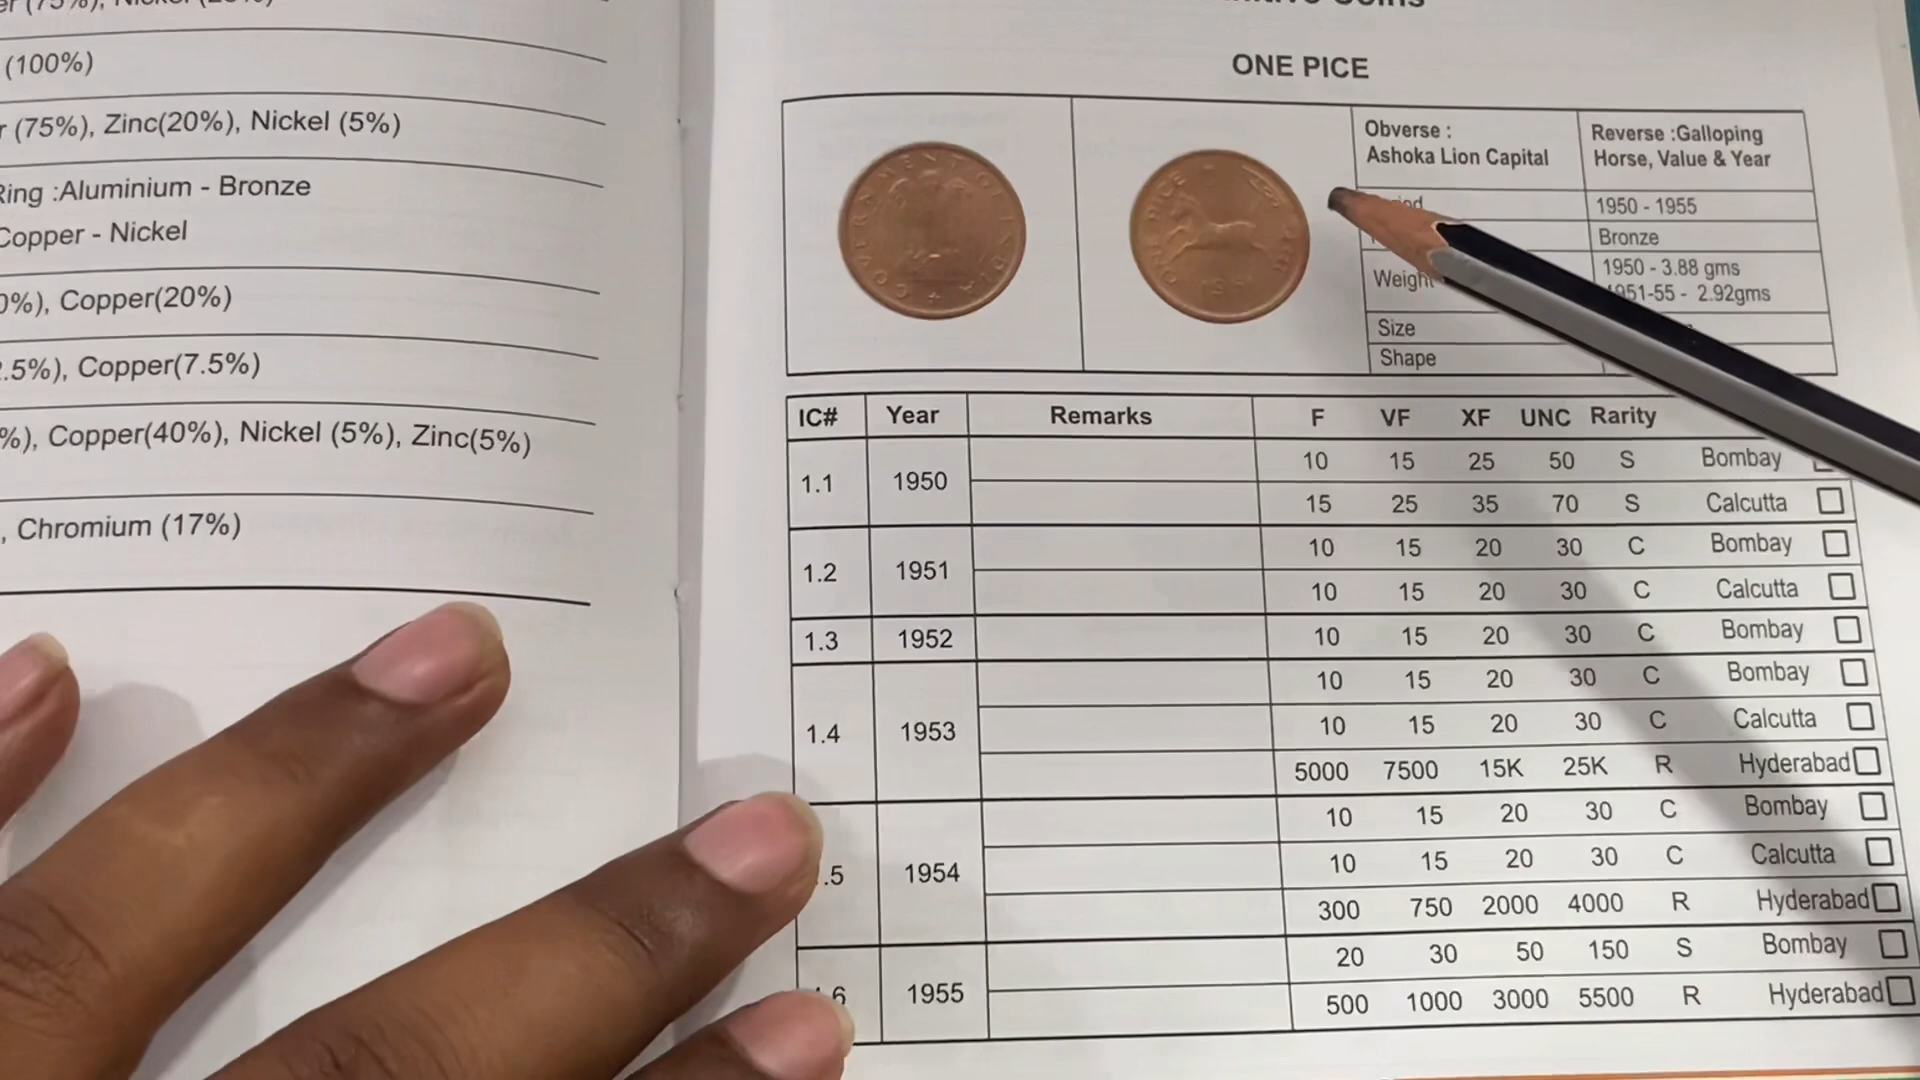 (100%)
(75%), Zinc(20%), Nickel (5%)
Ring :Aluminium - Bronze
Copper - Nickel
Copper(20%)
Copper(7.5%)
Copper(40%), Nickel (5%), Zinc(5%)
, Chromium (17%)
Coins
ONE PICE
Obverse :
Ashoka Lion Capital
Reverse :Galloping
Horse, Value & Year
1950 - 1955
Bronze
Weight
1950 - 3.88 gms
1951-55 - 2.92gms
Size
Shape
GOVERNMENT OF INDIA
ONE PICE
IC# Year Remarks F VF XF UNC Rarity
1.1 1950 10 15 25 50 S Bombay
15 25 35 70 S Calcutta
1.2 1951 10 15 20 30 C Bombay
10 15 20 30 C Calcutta
1.3 1952 10 15 20 30 C Bombay
1.4 1953 10 15 20 30 C Bombay
10 15 20 30 C Calcutta
5000 7500 15K 25K R Hyderabad
.5 1954 10 15 20 30 C Bombay
10 15 20 30 C Calcutta
300 750 2000 4000 R Hyderabad
.6 1955 20 30 50 150 S Bombay
500 1000 3000 5500 R Hyderabad